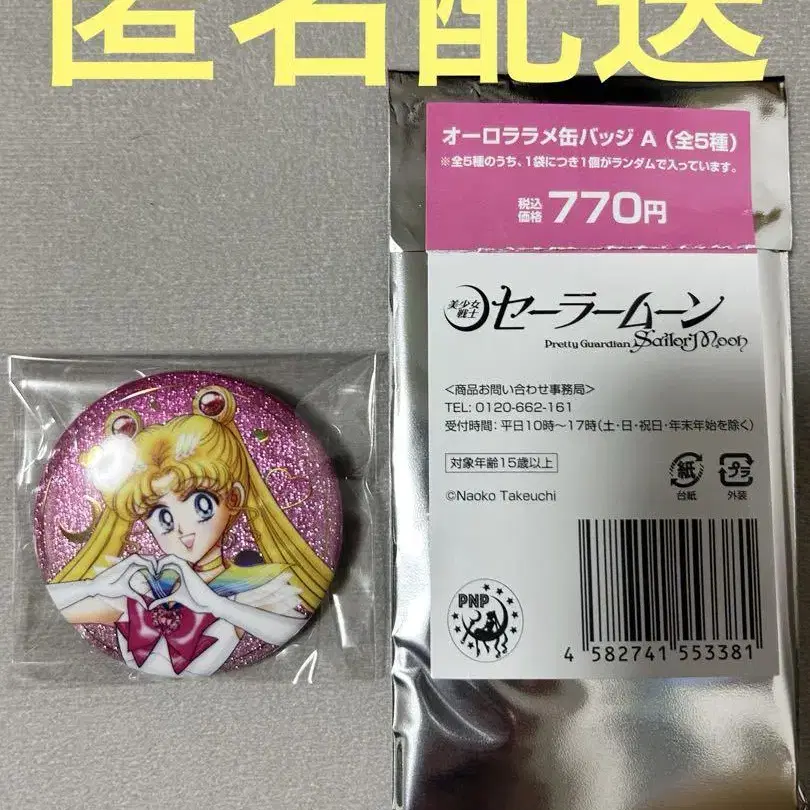 匿名配送
オーロララメ缶バッジ A（全5種）
※全5種のうち、1袋につき1個がランダムで入っています。
税込価格 770円
美少女戦士
セーラームーン
Pretty Guardian Sailor Moon
＜商品お問い合わせ事務局＞
TEL: 0120-662-161
受付時間: 平日10時～17時(土・日・祝日・年末年始を除く)
対象年齢15歳以上
©Naoko Takeuchi
紙 プラ
台紙 外装
PNP
4 582741 553381